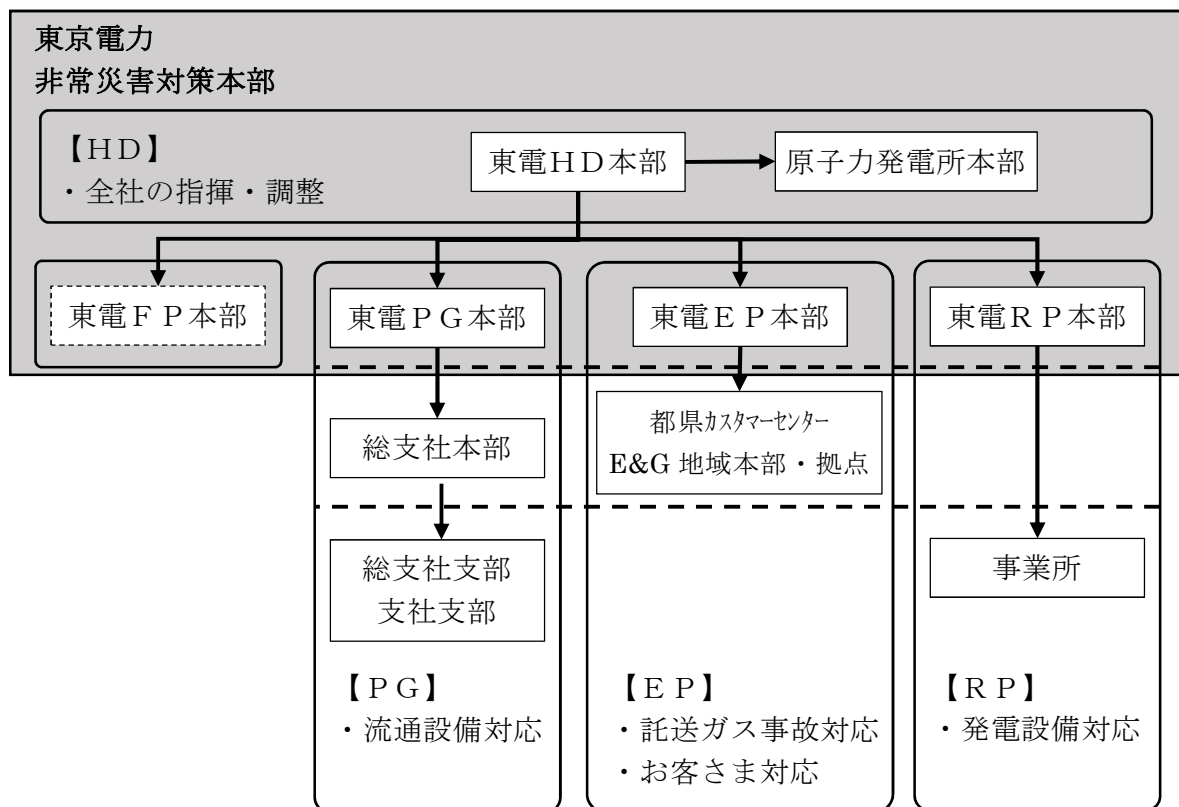 東京電力
非常災害対策本部
【ＨＤ】
・全社の指揮・調整
東電ＨＤ本部
原子力発電所本部
東電ＦＰ本部
東電ＰＧ本部
東電ＥＰ本部
東電ＲＰ本部
総支社本部
都県ｶｽﾀﾏｰｾﾝﾀｰ
E&G 地域本部・拠点
総支社支部
支社支部
事業所
【ＰＧ】
・流通設備対応
【ＥＰ】
・託送ガス事故対応
・お客さま対応
【ＲＰ】
・発電設備対応